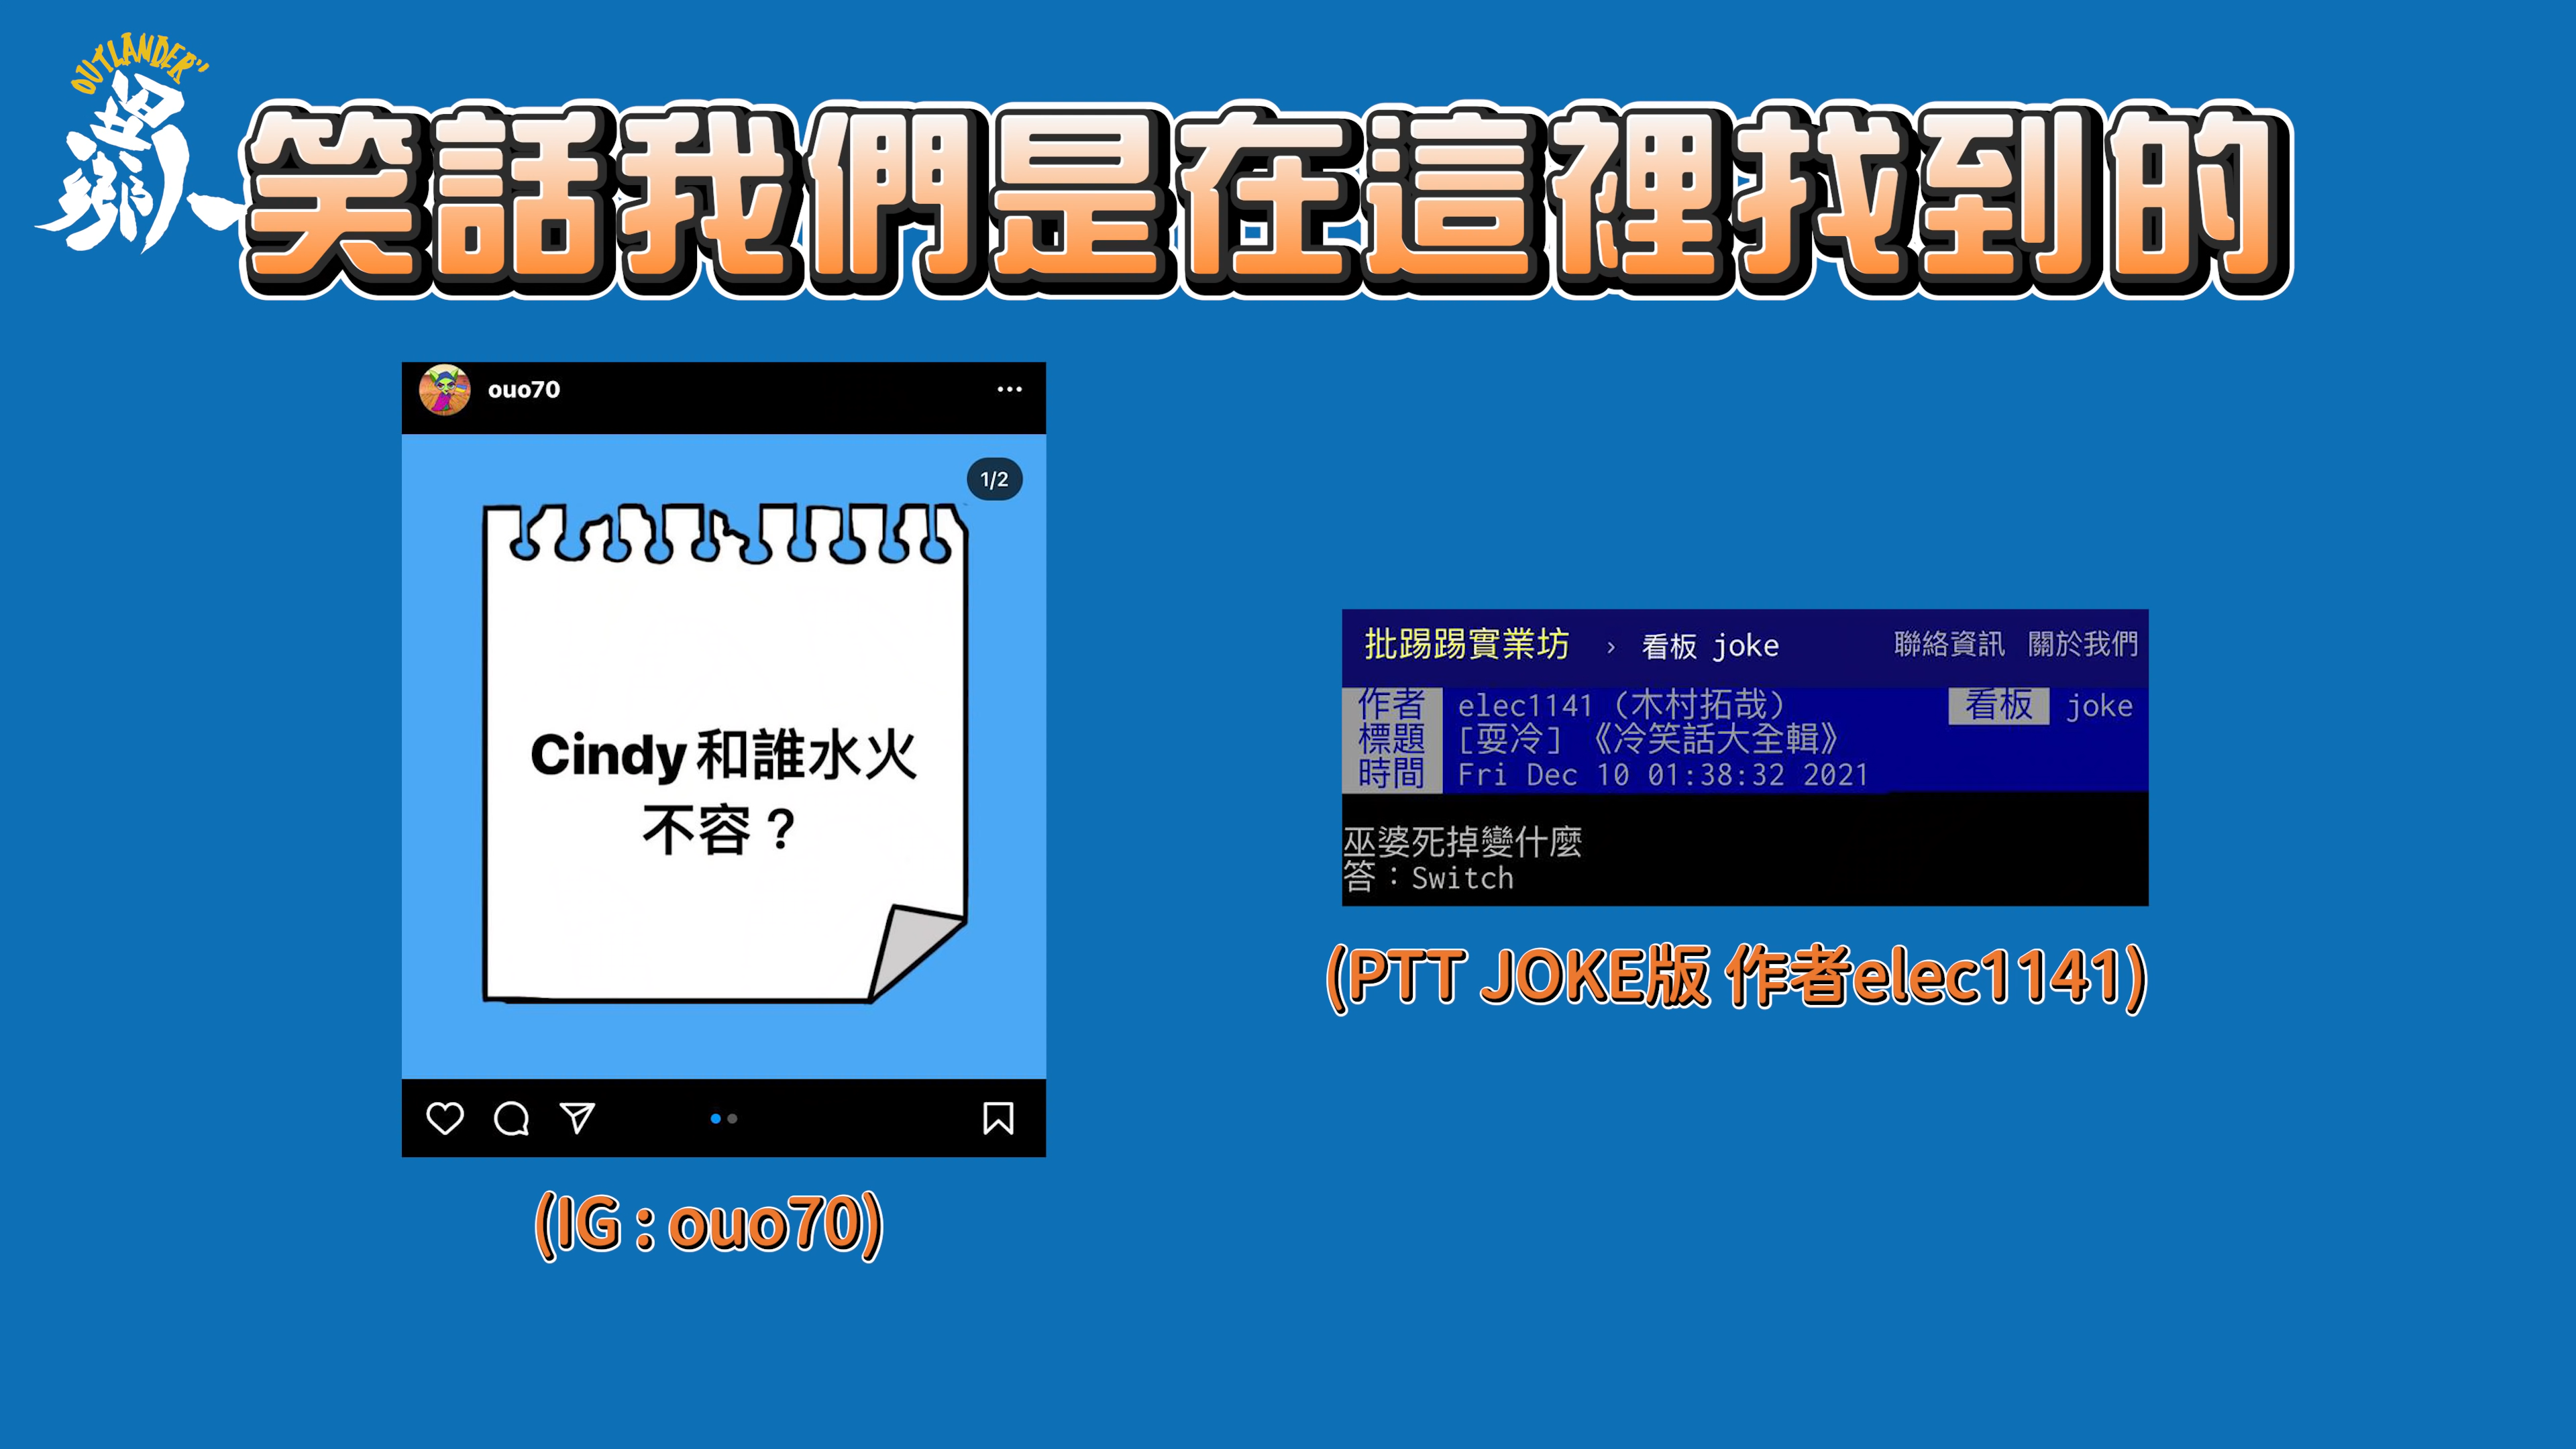 OUTLANDER"
笑話我們是在這裡找到的
ouo70
1/2
Cindy和誰水火
不容？
(IG : ouo70)
批踢踢實業坊 › 看板 joke 聯絡資訊 關於我們
作者 elec1141 (木村拓哉) 看板 joke
標題 [耍冷] 《冷笑話大全輯》
時間 Fri Dec 10 01:38:32 2021
巫婆死掉變什麼
答：Switch
(PTT JOKE版 作者elec1141)